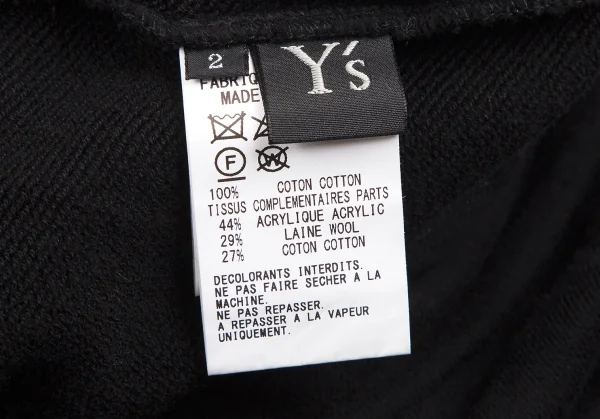 2
Y's
FABRIQ
MADE
F
W
100% COTON COTTON
TISSUS COMPLEMENTAIRES PARTS
44% ACRYLIQUE ACRYLIC
29% LAINE WOOL
27% COTON COTTON
DECOLORANTS INTERDITS.
NE PAS FAIRE SECHER A LA
MACHINE.
NE PAS REPASSER.
A REPASSER A LA VAPEUR
UNIQUEMENT.